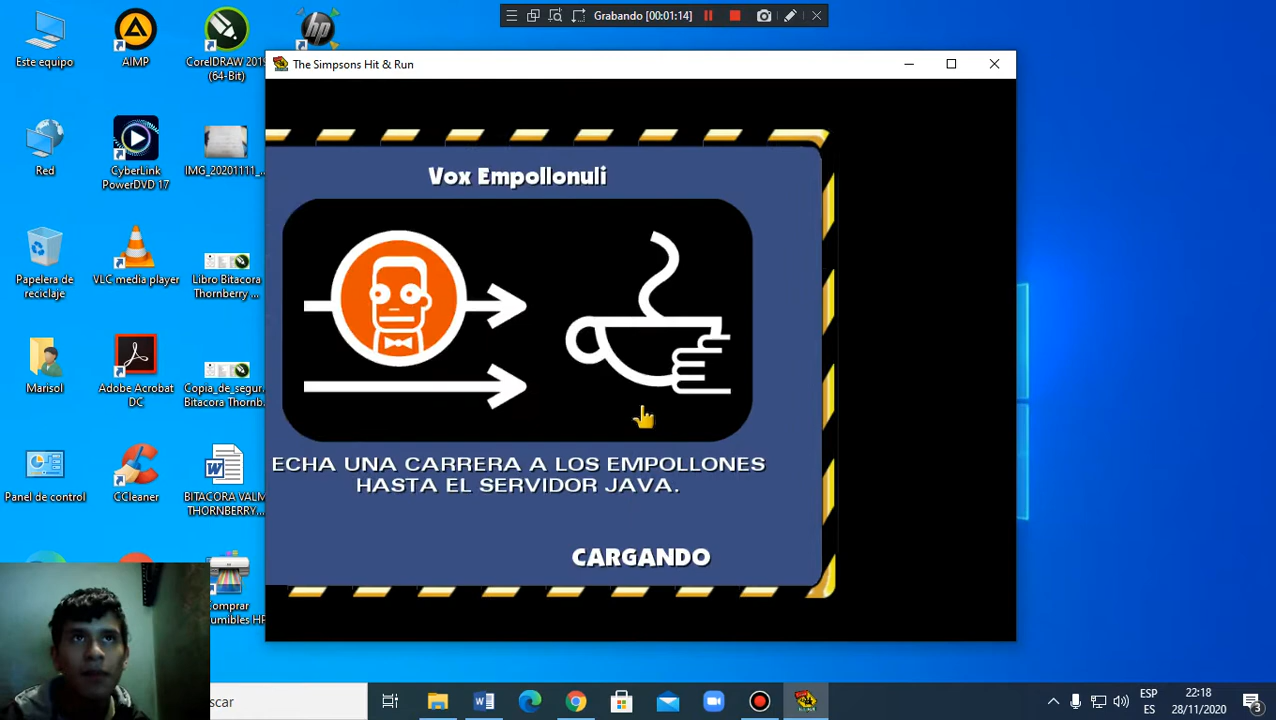 Grabando [00:01:14]
Este equipo
AIMP
CorelDRAW 201
(64-Bit)
hp
The Simpsons Hit & Run
Red
CyberLink
PowerDVD 17
IMG_20201111_...
Vox Empollonuli
Papelera de
reciclaje
VLC media player
Libro Bitacora
Thornberry ...
Marisol
Adobe Acrobat
DC
Copia_de_segur...
Bitacora Thornb...
ECHA UNA CARRERA A LOS EMPOLLONES
HASTA EL SERVIDOR JAVA.
Panel de control
CCleaner
BITACORA VALM
THORNBERRY...
CARGANDO
Comprar
umibles HP
scar
ESP
ES
22:18
28/11/2020
3